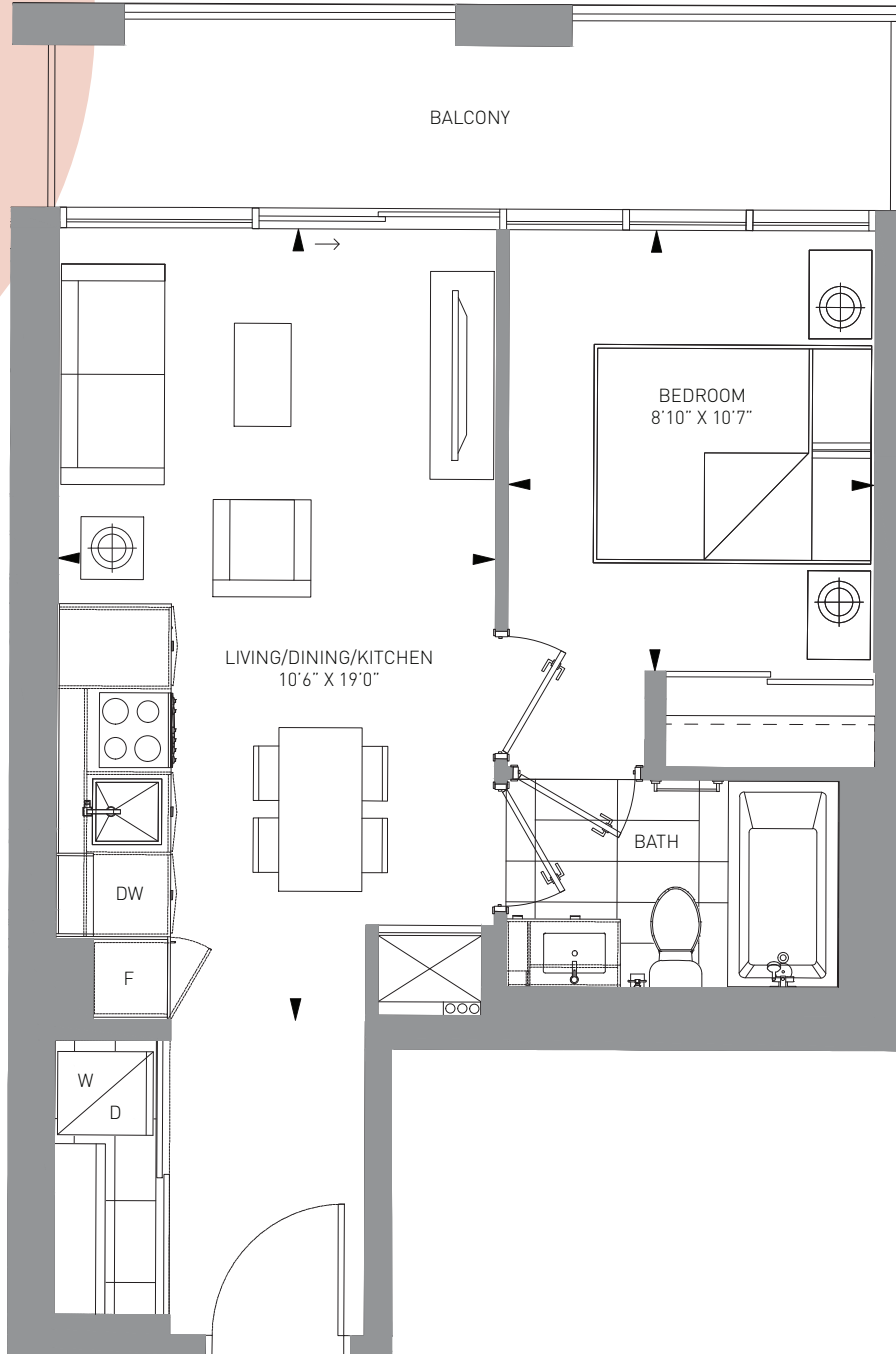 BALCONY
BEDROOM
8’10” X 10’7”
LIVING/DINING/KITCHEN
10’6” X 19’0”
BATH
DW
F
W
D